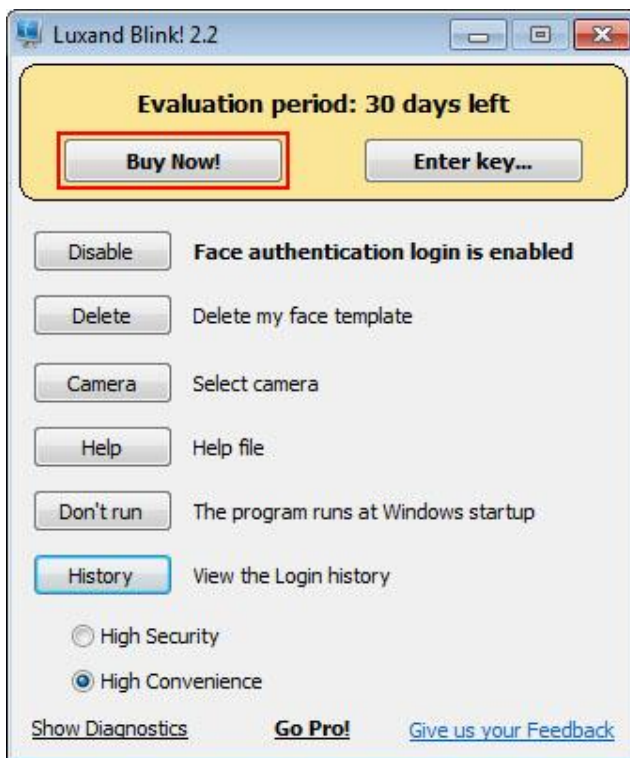 Luxand Blink! 2.2
Evaluation period: 30 days left
Buy Now! Enter key...
Disable Face authentication login is enabled
Delete Delete my face template
Camera Select camera
Help Help file
Don't run The program runs at Windows startup
History View the Login history
High Security
High Convenience
Show Diagnostics Go Pro! Give us your Feedback